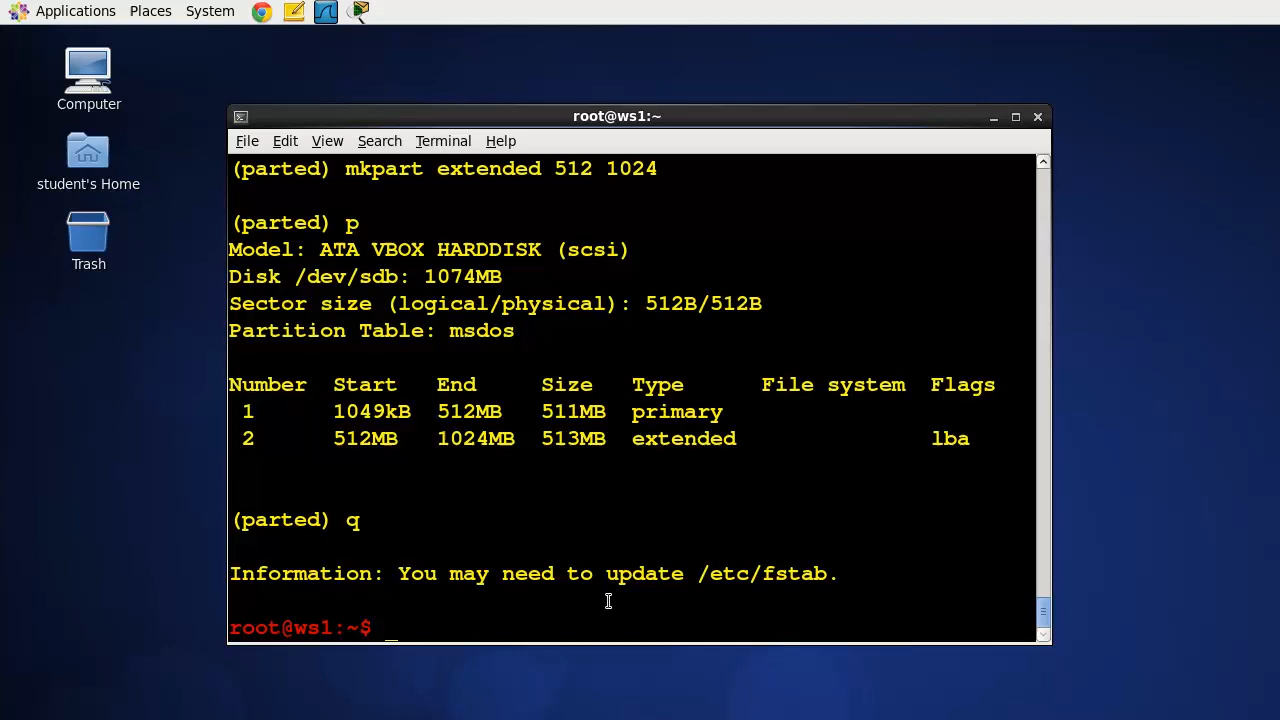 Applications Places System
Computer
student's Home
Trash
root@ws1:~
File Edit View Search Terminal Help
(parted) mkpart extended 512 1024
(parted) p
Model: ATA VBOX HARDDISK (scsi)
Disk /dev/sdb: 1074MB
Sector size (logical/physical): 512B/512B
Partition Table: msdos
Number Start End Size Type File system Flags
1 1049kB 512MB 511MB primary
2 512MB 1024MB 513MB extended lba
(parted) q
Information: You may need to update /etc/fstab.
root@ws1:~$ _